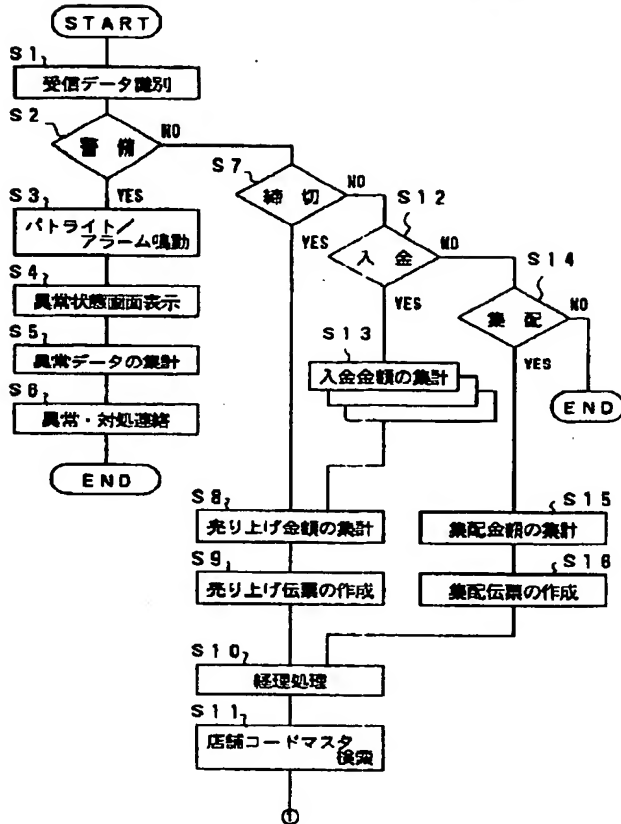 START
S1
受信データ識別
S2
警備
NO
YES
S3
パトライト/
アラーム鳴動
S4
異常状態画面表示
S5
異常データの集計
S6
異常・対処連絡
END
S7
締切
NO
YES
S12
入金
NO
YES
S13
入金金額の集計
S14
集配
NO
YES
END
S8
売り上げ金額の集計
S9
売り上げ伝票の作成
S15
集配金額の集計
S16
集配伝票の作成
S10
経理処理
S11
店舗コードマスタ
検索
①